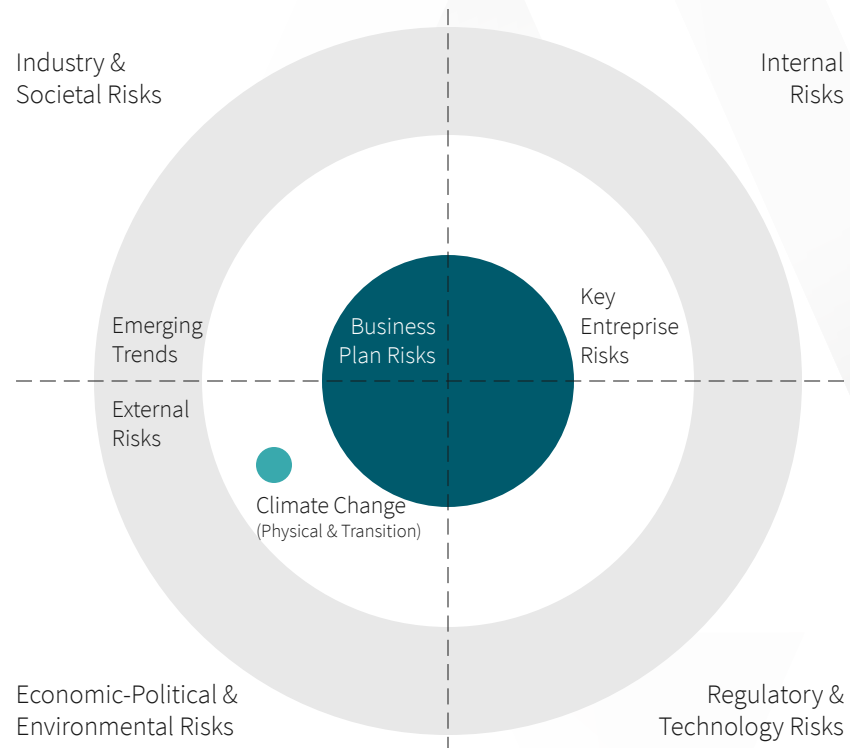 Industry &
Societal Risks
Internal
Risks
Emerging
Trends
Business
Plan Risks
Key
Entreprise
Risks
External
Risks
Climate Change
(Physical & Transition)
Economic-Political &
Environmental Risks
Regulatory &
Technology Risks